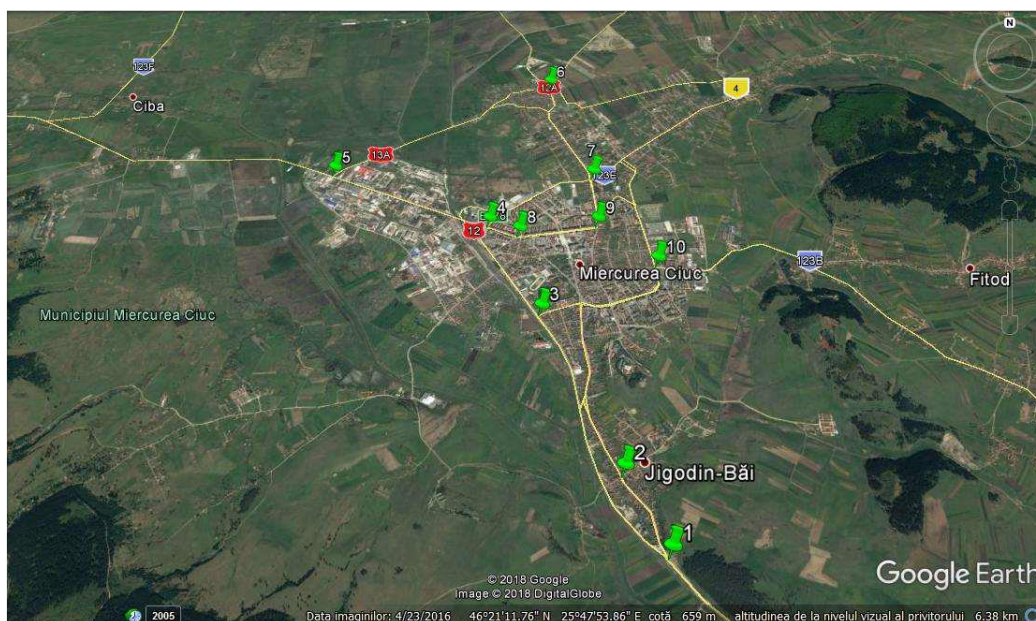 N
6
123F
12A
4
Ciba
7
5
13A
123E
4
8
9
12
10
123B
Miercurea Ciuc
Fitod
3
Municipiul Miercurea Ciuc
2
Jigodin-Băi
1
© 2018 Google
Image © 2018 DigitalGlobe
Google Earth
2005
Data imaginilor: 4/23/2016 46°21'11.76" N 25°47'53.86" E cotă 659 m altitudinea de la nivelul vizual al privitorului 6.38 km